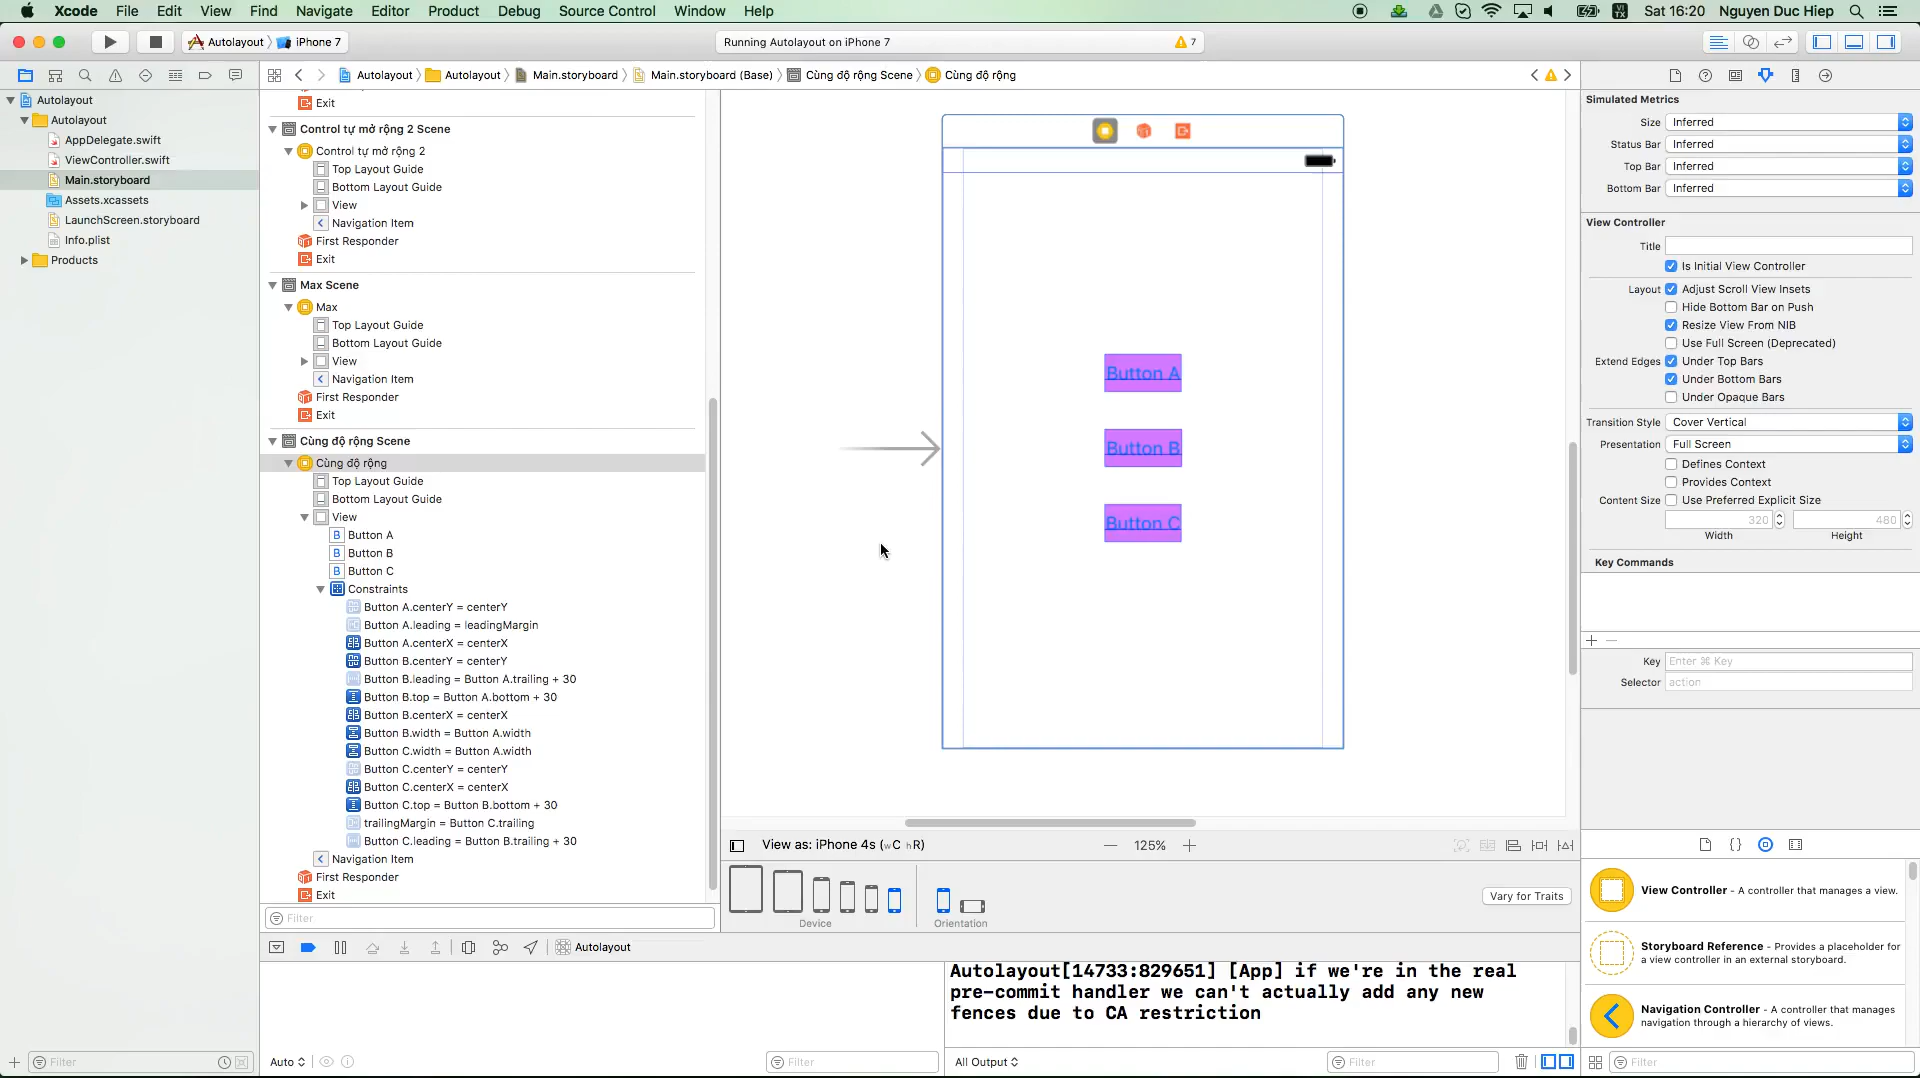 Xcode File Edit View Find Navigate Editor Product Debug Source Control Window Help
VI TX Sat 16:20 Nguyen Duc Hiep
Autolayout iPhone 7
Running Autolayout on iPhone 7
7
Autolayout Autolayout Main.storyboard Main.storyboard (Base) Cùng độ rộng Scene Cùng độ rộng
Autolayout
Autolayout
AppDelegate.swift
ViewController.swift
Main.storyboard
Assets.xcassets
LaunchScreen.storyboard
Info.plist
Products
Filter
Exit
Control tự mở rộng 2 Scene
Control tự mở rộng 2
Top Layout Guide
Bottom Layout Guide
View
Navigation Item
First Responder
Exit
Max Scene
Max
Top Layout Guide
Bottom Layout Guide
View
Navigation Item
First Responder
Exit
Cùng độ rộng Scene
Cùng độ rộng
Top Layout Guide
Bottom Layout Guide
View
B Button A
B Button B
B Button C
Constraints
Button A.centerY = centerY
Button A.leading = leadingMargin
Button A.centerX = centerX
Button B.centerY = centerY
Button B.leading = Button A.trailing + 30
Button B.top = Button A.bottom + 30
Button B.centerX = centerX
Button B.width = Button A.width
Button C.width = Button A.width
Button C.centerY = centerY
Button C.centerX = centerX
Button C.top = Button B.bottom + 30
trailingMargin = Button C.trailing
Button C.leading = Button B.trailing + 30
Navigation Item
First Responder
Exit
Filter
Button A
Button B
Button C
View as: iPhone 4s (wC hR)
125%
Device
Orientation
Vary for Traits
Autolayout
Autolayout[14733:829651] [App] if we're in the real
pre-commit handler we can't actually add any new
fences due to CA restriction
Auto
Filter
All Output
Filter
Simulated Metrics
Size Inferred
Status Bar Inferred
Top Bar Inferred
Bottom Bar Inferred
View Controller
Title
Is Initial View Controller
Layout Adjust Scroll View Insets
Hide Bottom Bar on Push
Resize View From NIB
Use Full Screen (Deprecated)
Extend Edges Under Top Bars
Under Bottom Bars
Under Opaque Bars
Transition Style Cover Vertical
Presentation Full Screen
Defines Context
Provides Context
Content Size Use Preferred Explicit Size
320 480
Width Height
Key Commands
Key Enter ⌘ Key
Selector action
View Controller - A controller that manages a view.
Storyboard Reference - Provides a placeholder for
a view controller in an external storyboard.
Navigation Controller - A controller that manages
navigation through a hierarchy of views.
Filter